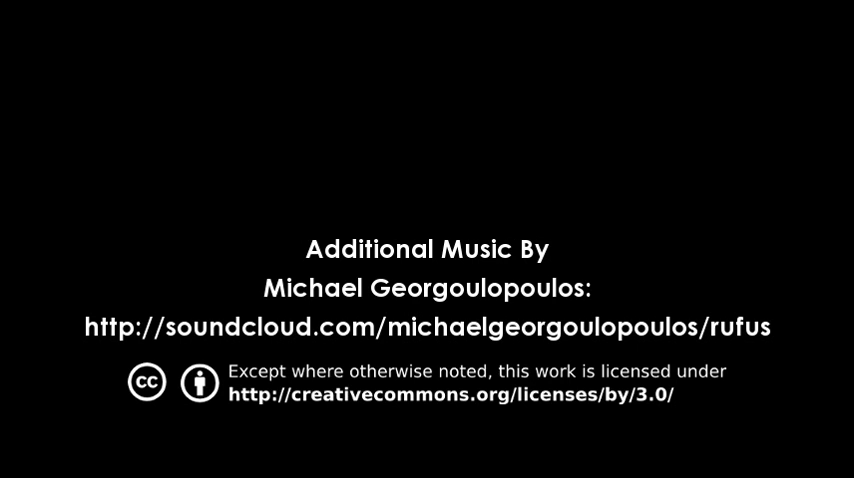 Additional Music By
Michael Georgoulopoulos:
http://soundcloud.com/michaelgeorgoulopoulos/rufus
cc
Except where otherwise noted, this work is licensed under
http://creativecommons.org/licenses/by/3.0/